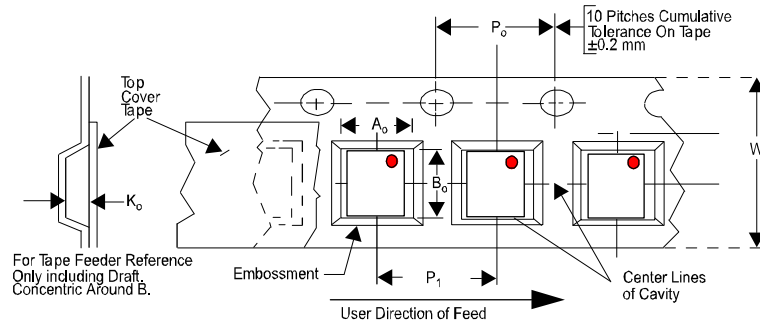 10 Pitches Cumulative
Tolerance On Tape
±0.2 mm
Po
Top
Cover
Tape
Ao
W
Bo
Ko
For Tape Feeder Reference
Only including Draft.
Concentric Around B.
Embossment
P1
Center Lines
of Cavity
User Direction of Feed